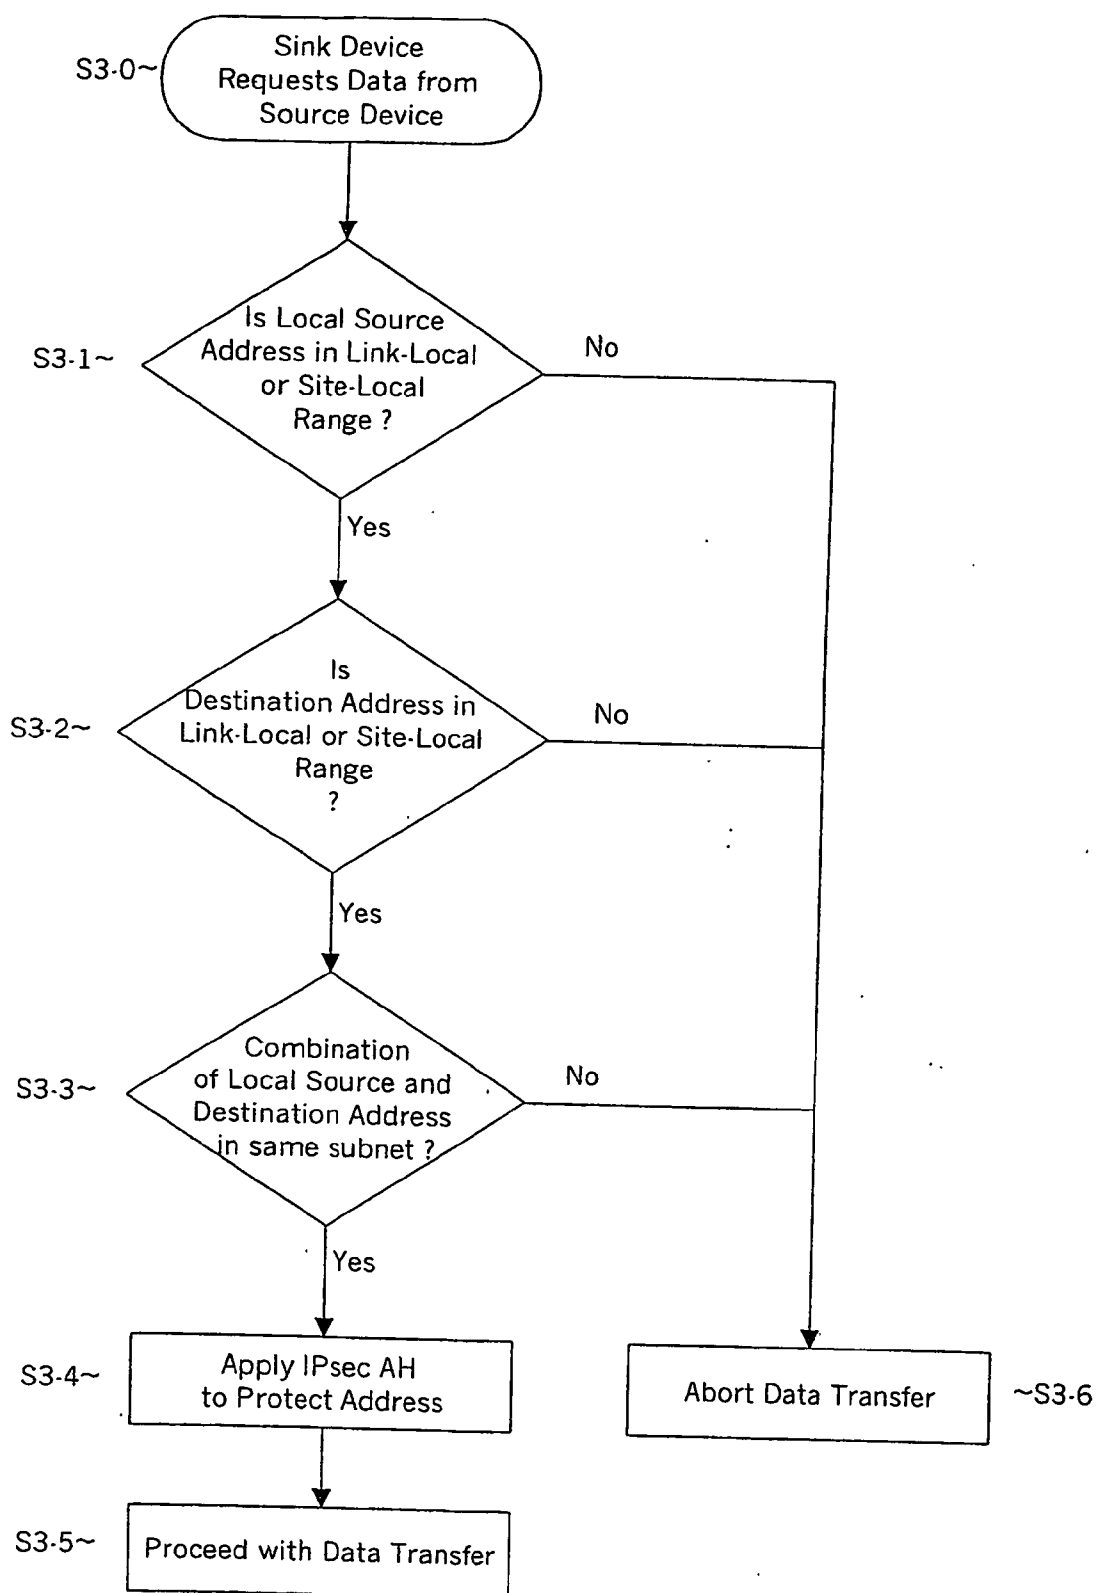 S3-0~
Sink Device
Requests Data from
Source Device
S3-1~
Is Local Source
Address in Link-Local
or Site-Local
Range ?
No
Yes
S3-2~
Is
Destination Address in
Link-Local or Site-Local
Range
?
No
Yes
S3-3~
Combination
of Local Source and
Destination Address
in same subnet ?
No
Yes
S3-4~
Apply IPsec AH
to Protect Address
Abort Data Transfer
~S3-6
S3-5~
Proceed with Data Transfer